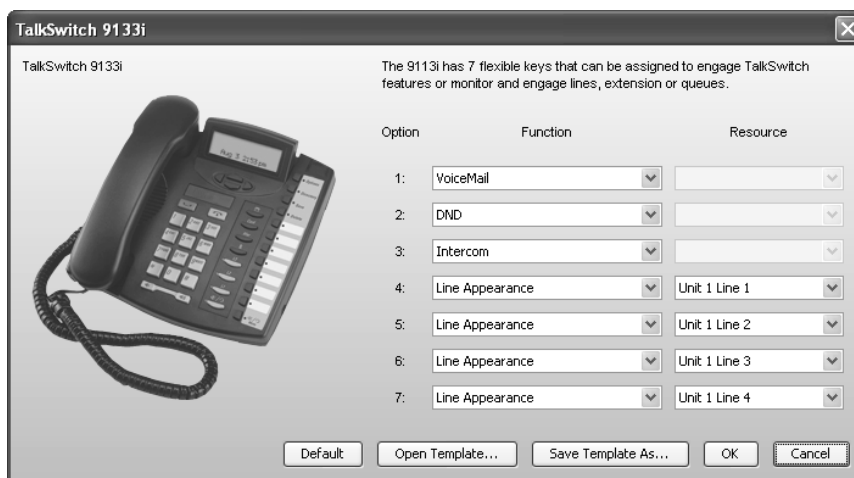 TalkSwitch 9133i
TalkSwitch 9133i
The 9113i has 7 flexible keys that can be assigned to engage TalkSwitch
features or monitor and engage lines, extension or queues.
Option Function Resource
1: VoiceMail
2: DND
3: Intercom
4: Line Appearance Unit 1 Line 1
5: Line Appearance Unit 1 Line 2
6: Line Appearance Unit 1 Line 3
7: Line Appearance Unit 1 Line 4
Default Open Template... Save Template As... OK Cancel